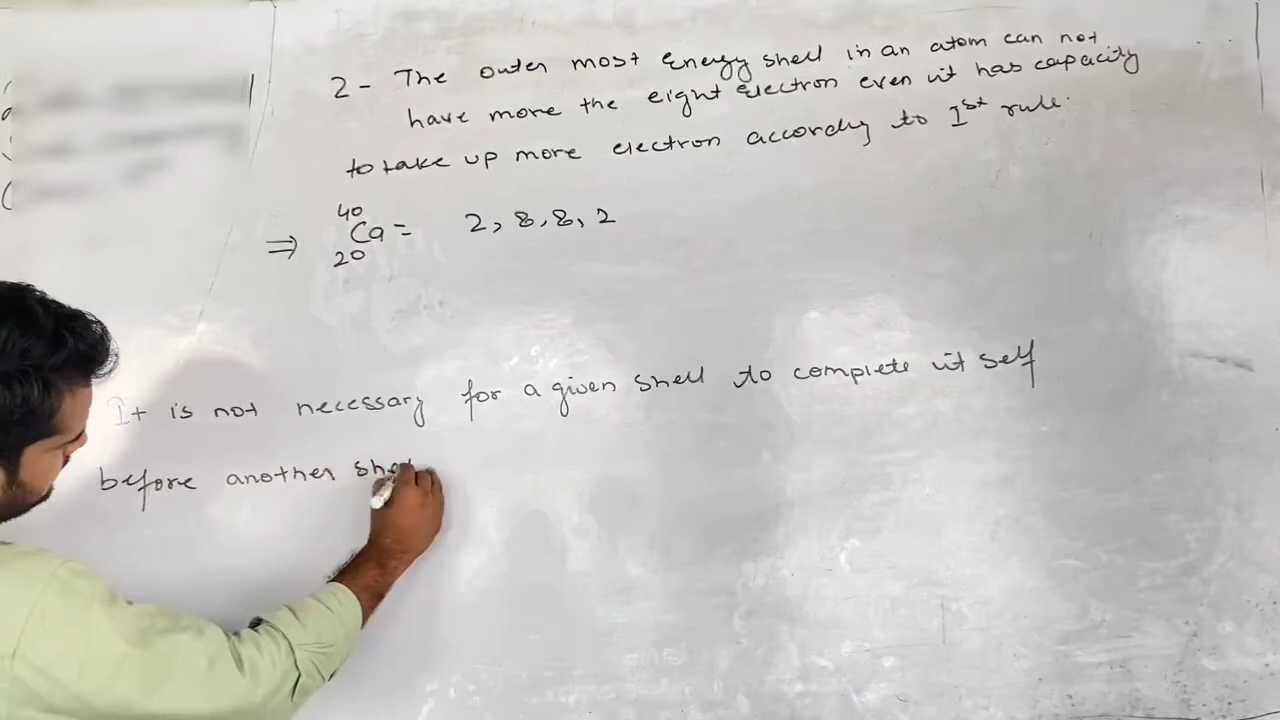 2- The outer most Energy shell in an atom can not
have more the eight electron even it has capacity
to take up more electron accordy to Ist rule.
40
⇒ Ca = 2, 8, 8, 2
20
It is not necessary for a given shell to complete it self
before another